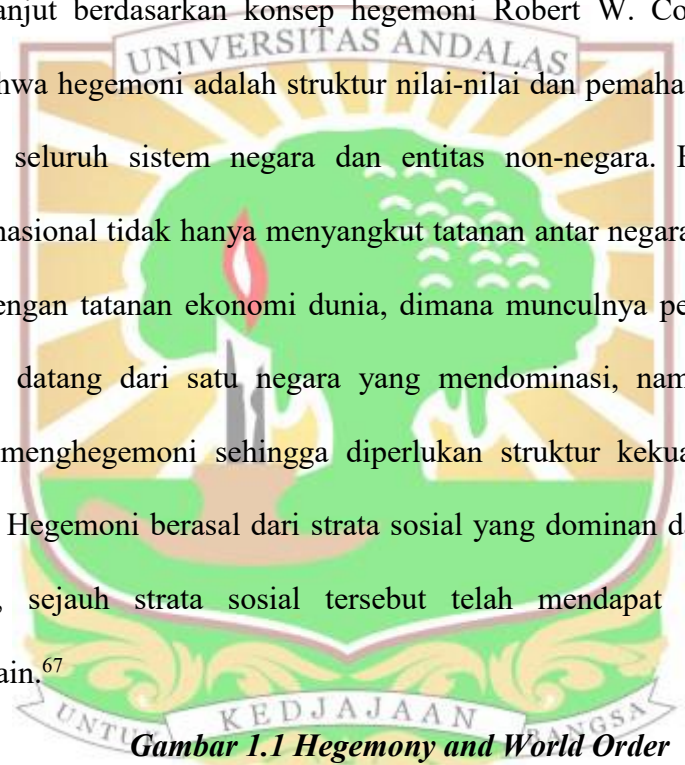 anjut berdasarkan konsep hegemoni Robert W. Co
UNIVERSITAS ANDALAS
hwa hegemoni adalah struktur nilai-nilai dan pemaha
seluruh sistem negara dan entitas non-negara.
nasional tidak hanya menyangkut tatanan antar negara
engan tatanan ekonomi dunia, dimana munculnya pe
datang dari satu negara yang mendominasi, nam
menghegemoni sehingga diperlukan struktur kekua
Hegemoni berasal dari strata sosial yang dominan da
sejauh strata sosial tersebut telah mendapat
ain.67
UNTUK KEDJAJAAN BANGSA
Gambar 1.1 Hegemony and World Order